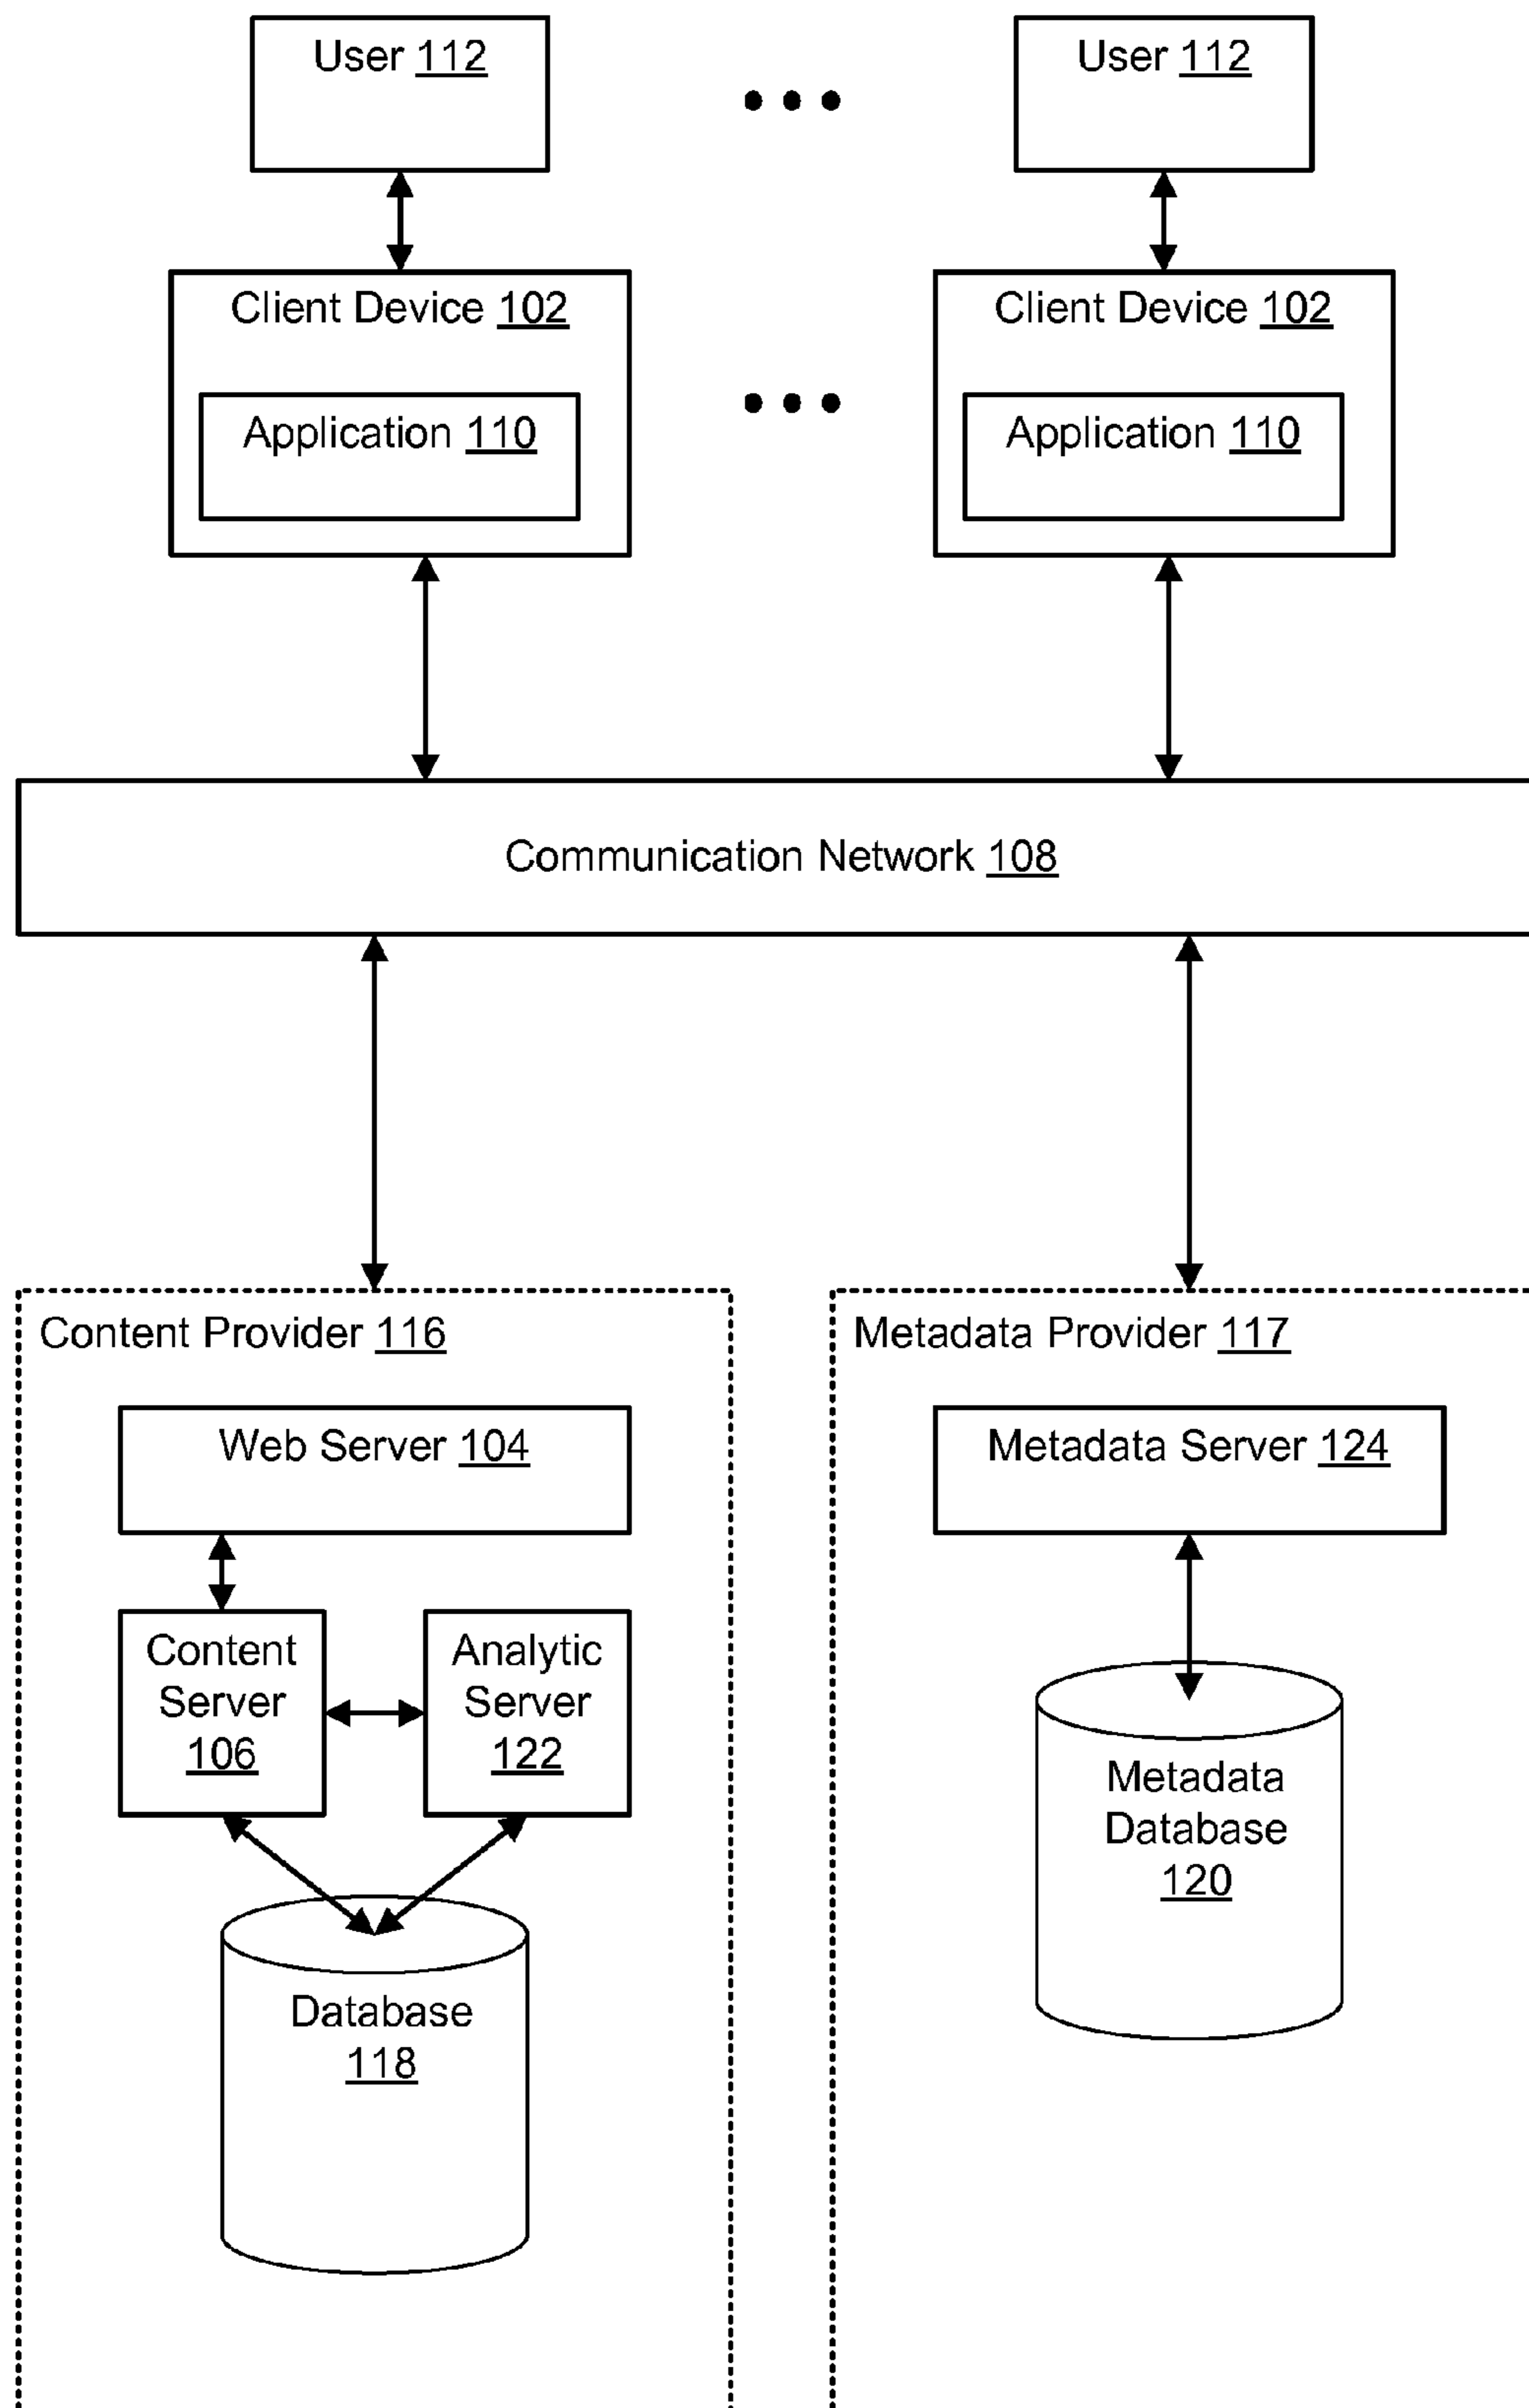 User 112
User 112
Client Device 102
Client Device 102
Application 110
Application 110
Communication Network 108
Content Provider 116
Metadata Provider 117
Web Server 104
Metadata Server 124
Content
Server
106
Analytic
Server
122
Metadata
Database
120
Database
118